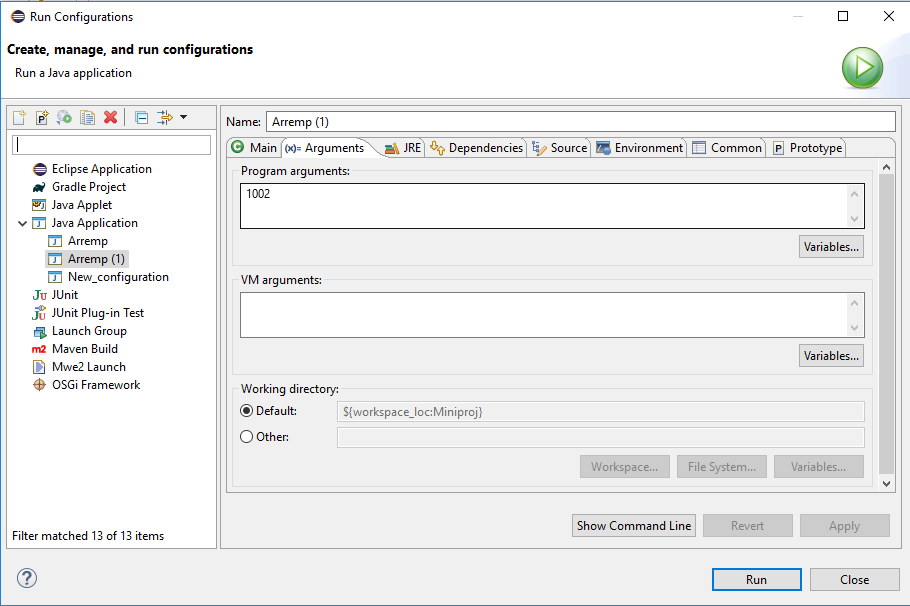 Run Configurations
Create, manage, and run configurations
Run a Java application
Eclipse Application
Gradle Project
Java Applet
Java Application
Arremp
Arremp (1)
New_configuration
JUnit
JUnit Plug-in Test
Launch Group
m2 Maven Build
Mwe2 Launch
OSGi Framework
Filter matched 13 of 13 items
Name: Arremp (1)
Main (x)= Arguments JRE Dependencies Source Environment Common Prototype
Program arguments:
1002
Variables...
VM arguments:
Variables...
Working directory:
Default: ${workspace_loc:Miniproj}
Other:
Workspace... File System... Variables...
Show Command Line Revert Apply
Run Close